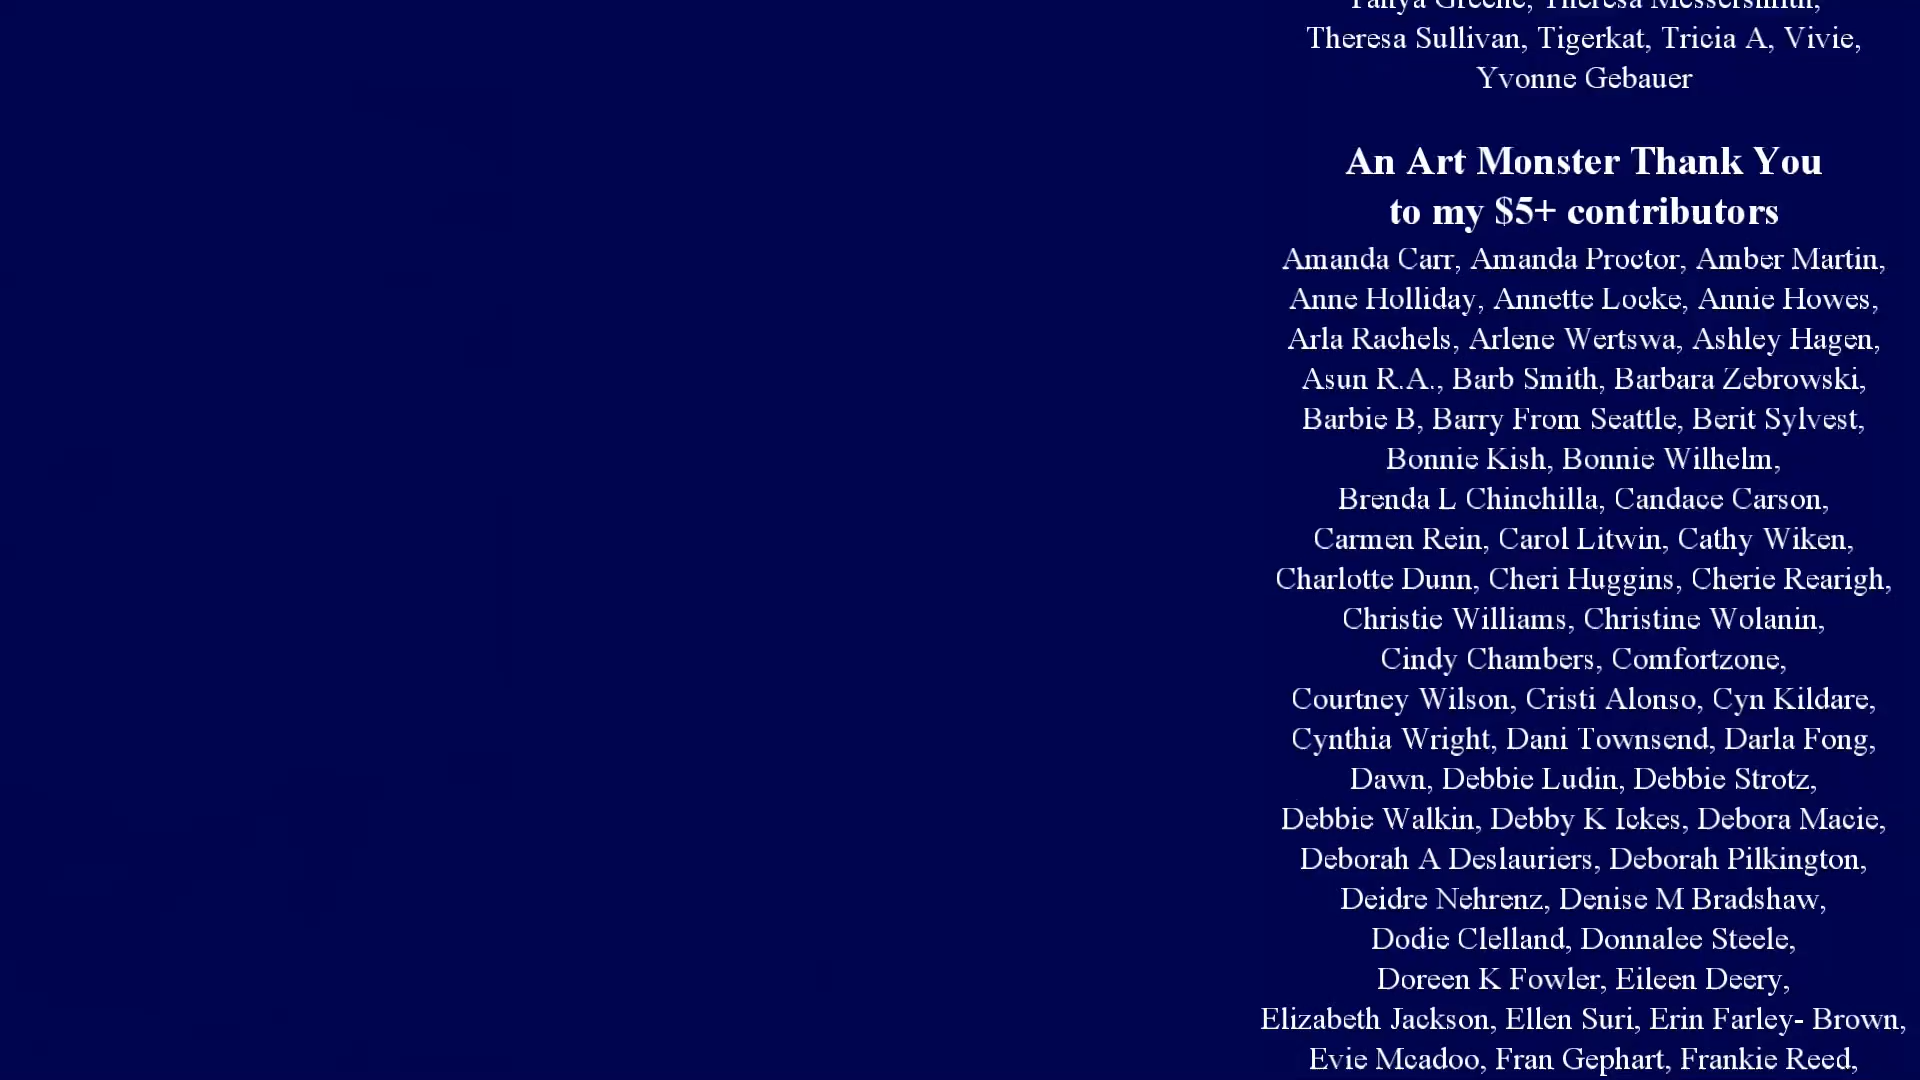 Tanya Greene, Theresa Messersmith,
Theresa Sullivan, Tigerkat, Tricia A, Vivie,
Yvonne Gebauer
An Art Monster Thank You
to my $5+ contributors
Amanda Carr, Amanda Proctor, Amber Martin,
Anne Holliday, Annette Locke, Annie Howes,
Arla Rachels, Arlene Wertswa, Ashley Hagen,
Asun R.A., Barb Smith, Barbara Zebrowski,
Barbie B, Barry From Seattle, Berit Sylvest,
Bonnie Kish, Bonnie Wilhelm,
Brenda L Chinchilla, Candace Carson,
Carmen Rein, Carol Litwin, Cathy Wiken,
Charlotte Dunn, Cheri Huggins, Cherie Rearigh,
Christie Williams, Christine Wolanin,
Cindy Chambers, Comfortzone,
Courtney Wilson, Cristi Alonso, Cyn Kildare,
Cynthia Wright, Dani Townsend, Darla Fong,
Dawn, Debbie Ludin, Debbie Strotz,
Debbie Walkin, Debby K Ickes, Debora Macie,
Deborah A Deslauriers, Deborah Pilkington,
Deidre Nehrenz, Denise M Bradshaw,
Dodie Clelland, Donnalee Steele,
Doreen K Fowler, Eileen Deery,
Elizabeth Jackson, Ellen Suri, Erin Farley- Brown,
Evie Mcadoo, Fran Gephart, Frankie Reed,